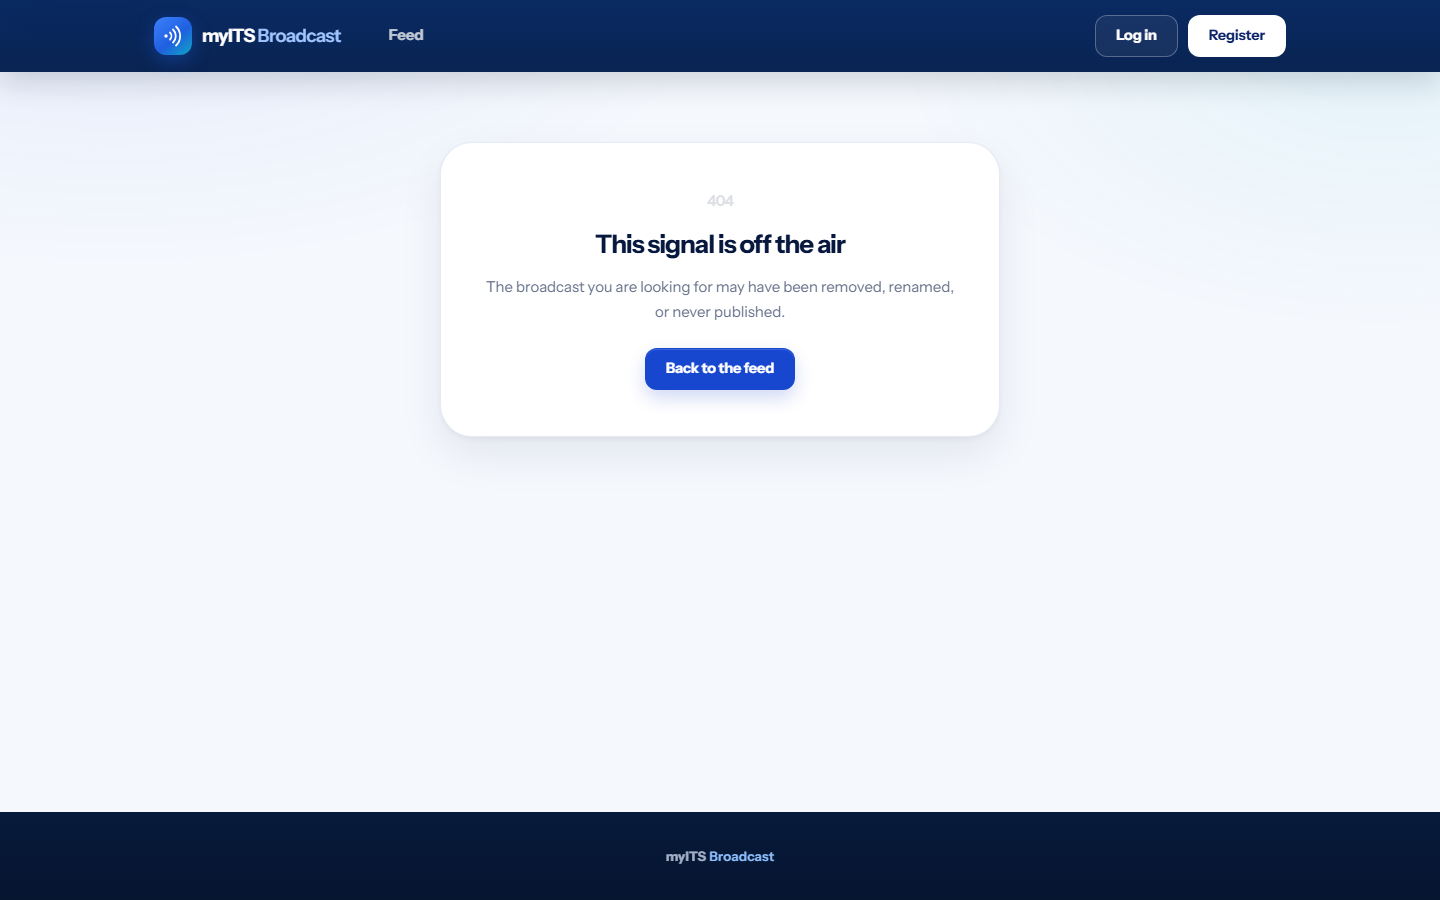 myITS Broadcast
Feed
Log in
Register
404
This signal is off the air
The broadcast you are looking for may have been removed, renamed,
or never published.
Back to the feed
myITS Broadcast